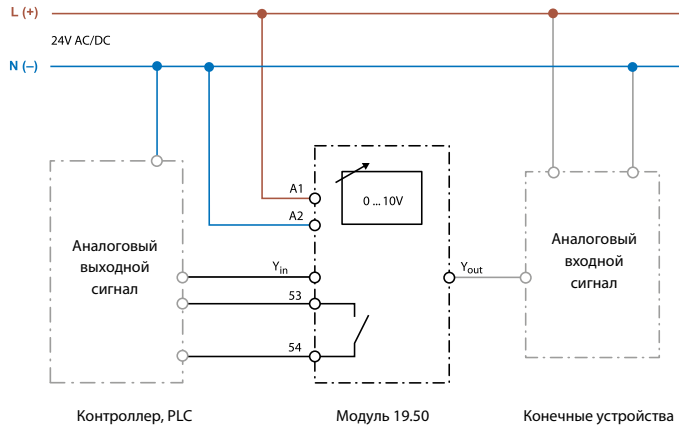 L (+)
24V AC/DC
N (–)
A1
0 ... 10V
A2
Аналоговый
выходной
сигнал
Аналоговый
входной
сигнал
Yin
Yout
53
54
Контроллер, PLC
Модуль 19.50
Конечные устройства